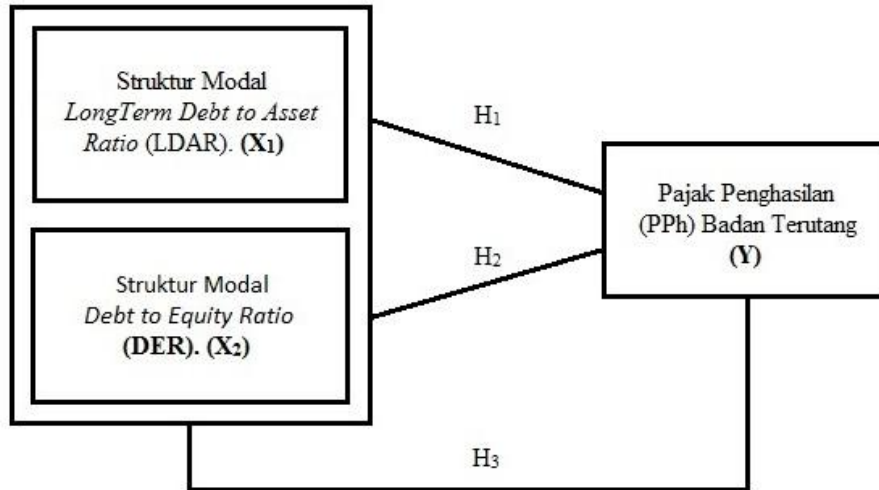 Struktur Modal
LongTerm Debt to Asset
Ratio (LDAR). (X₁)
H₁
Pajak Penghasilan
(PPh) Badan Terutang
(Y)
Struktur Modal
Debt to Equity Ratio
(DER). (X₂)
H₂
H₃